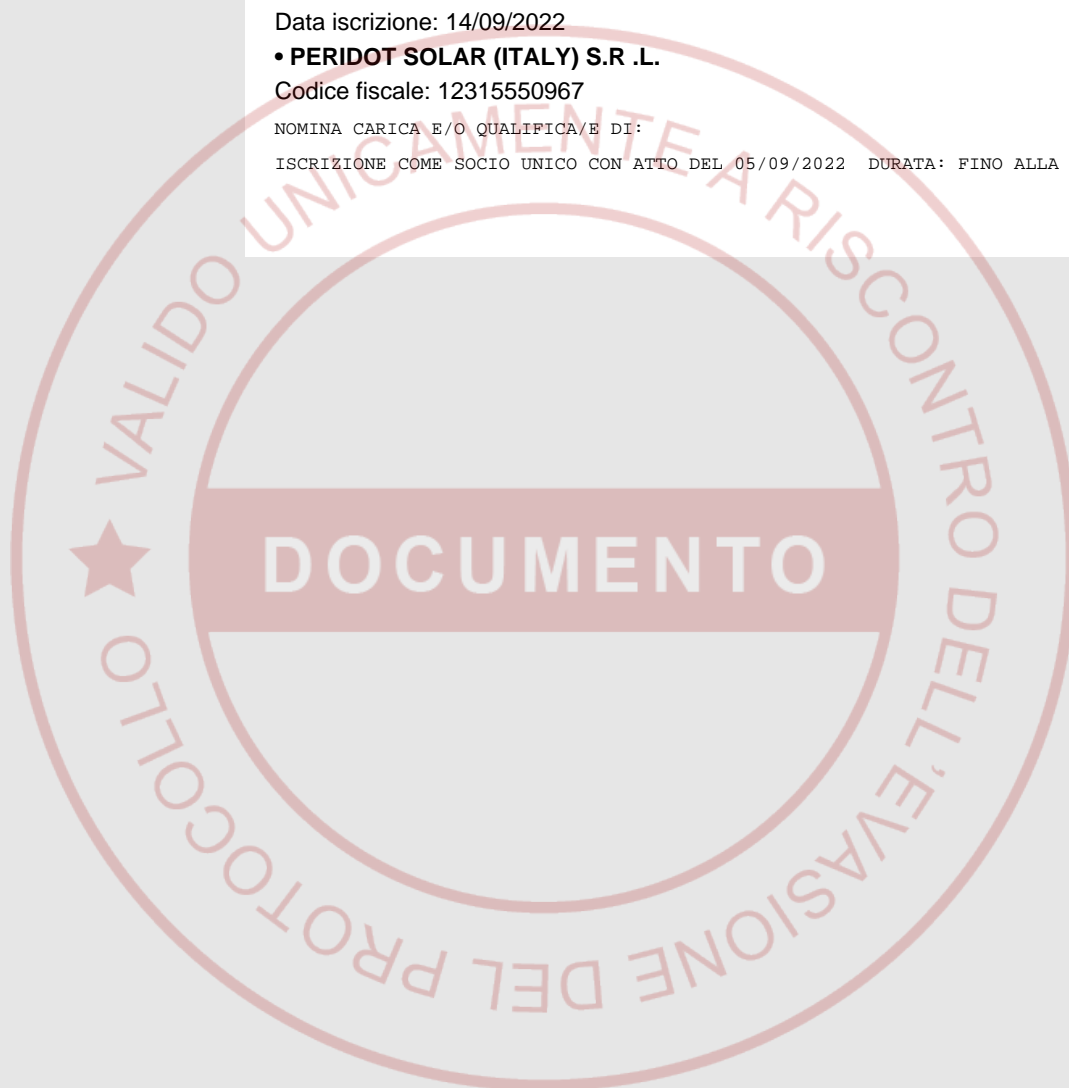 Data iscrizione: 14/09/2022
• PERIDOT SOLAR (ITALY) S.R .L.
Codice fiscale: 12315550967
NOMINA CARICA E/O QUALIFICA/E DI:
ISCRIZIONE COME SOCIO UNICO CON ATTO DEL 05/09/2022 DURATA: FINO ALLA
VALIDO UNICAMENTE A RISCONTRO DELL'EVASIONE DEL PROTOCOLLO
DOCUMENTO